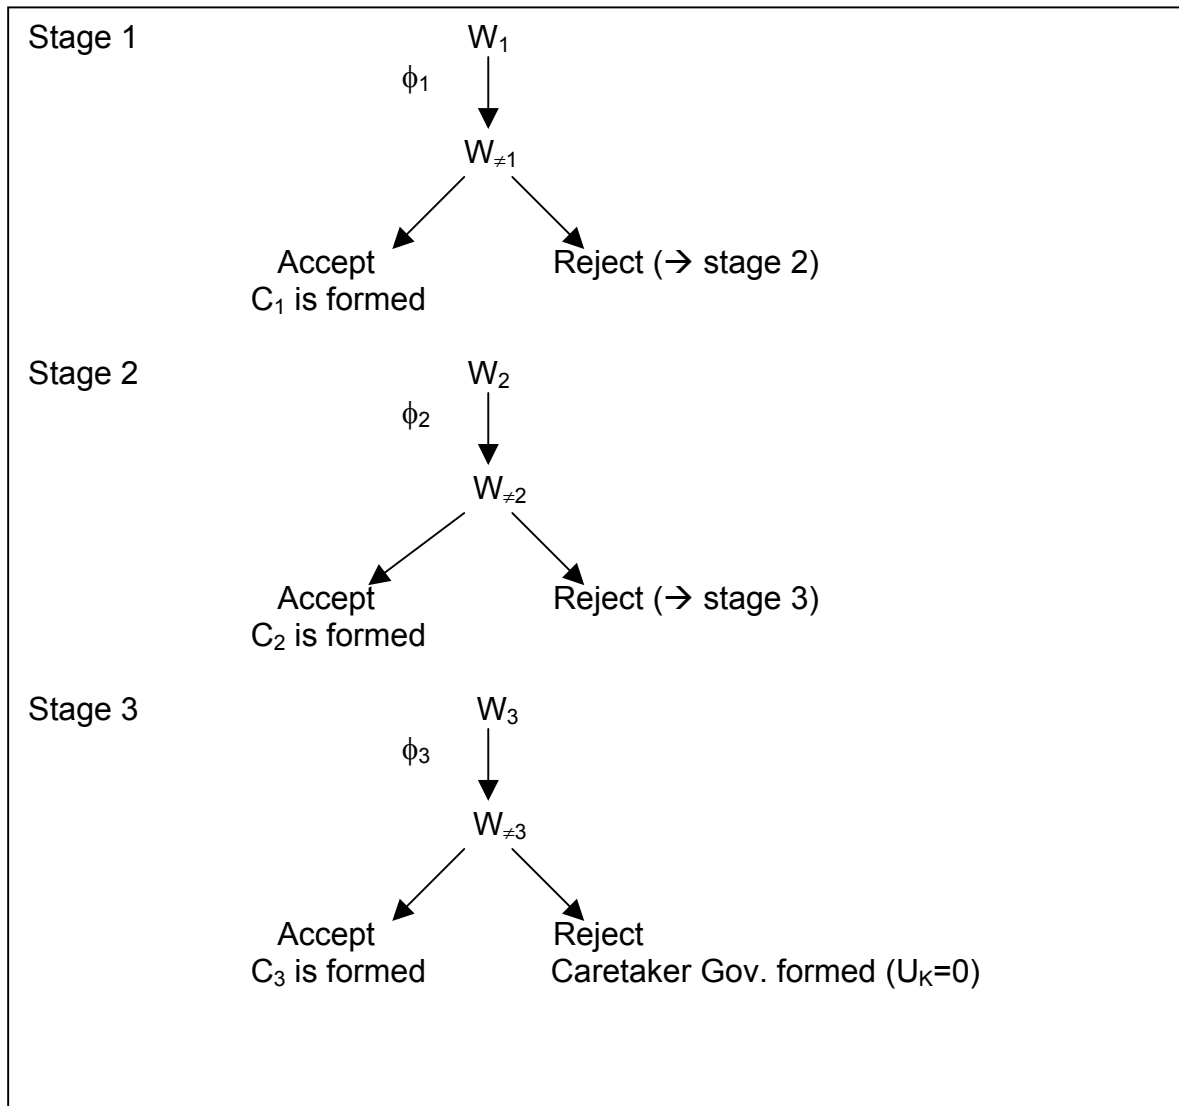 Stage 1 W₁
ϕ₁
W≠₁
Accept Reject (→ stage 2)
C₁ is formed
Stage 2 W₂
ϕ₂
W≠₂
Accept Reject (→ stage 3)
C₂ is formed
Stage 3 W₃
ϕ₃
W≠₃
Accept Reject
C₃ is formed Caretaker Gov. formed (U_K=0)